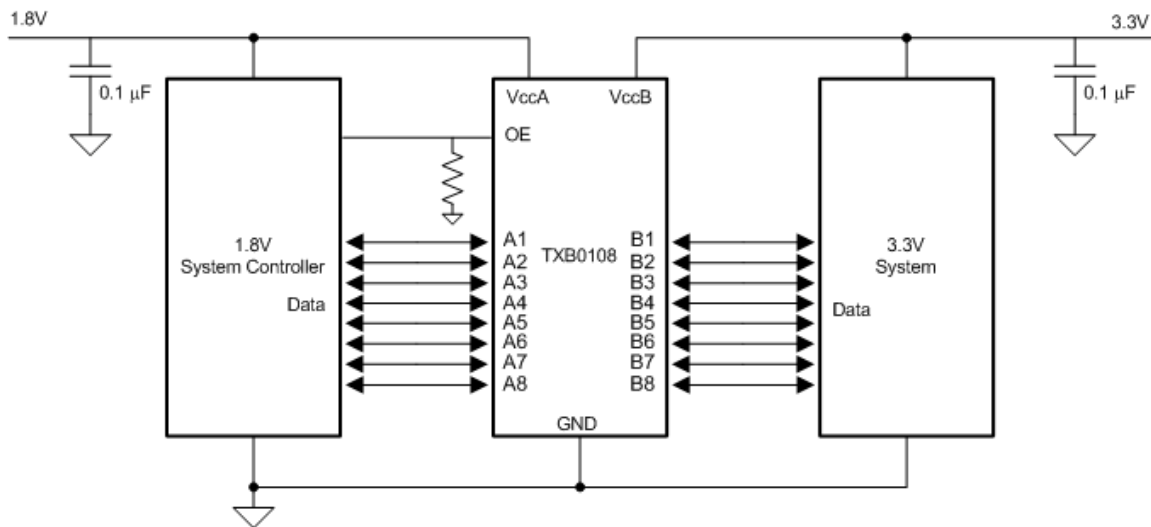 1.8V
3.3V
0.1 μF
VccA
VccB
0.1 μF
OE
1.8V
System Controller
Data
A1
A2
A3
A4
A5
A6
A7
A8
TXB0108
B1
B2
B3
B4
B5
B6
B7
B8
GND
3.3V
System
Data